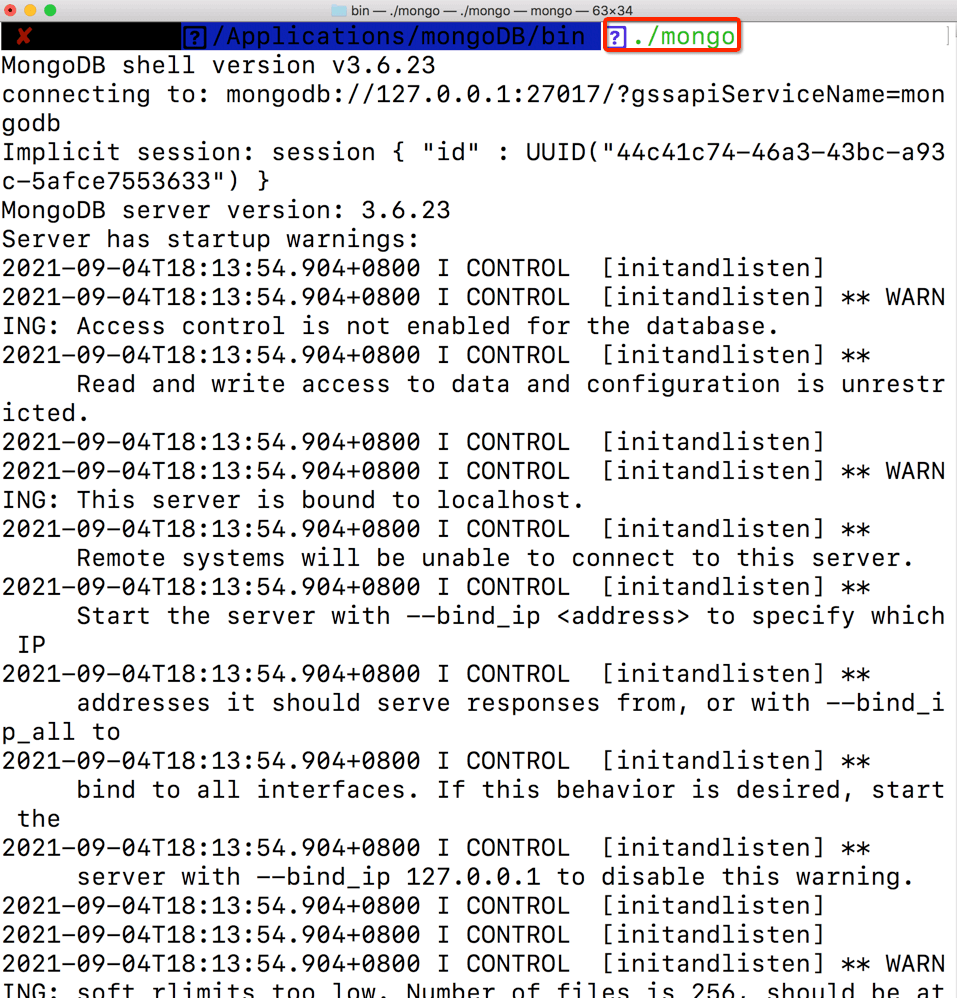 bin — ./mongo — ./mongo — mongo — 63×34
✘ ? /Applications/mongoDB/bin ? ./mongo
MongoDB shell version v3.6.23
connecting to: mongodb://127.0.0.1:27017/?gssapiServiceName=mon
godb
Implicit session: session { "id" : UUID("44c41c74-46a3-43bc-a93
c-5afce7553633") }
MongoDB server version: 3.6.23
Server has startup warnings:
2021-09-04T18:13:54.904+0800 I CONTROL  [initandlisten]
2021-09-04T18:13:54.904+0800 I CONTROL  [initandlisten] ** WARN
ING: Access control is not enabled for the database.
2021-09-04T18:13:54.904+0800 I CONTROL  [initandlisten] **
     Read and write access to data and configuration is unrestr
icted.
2021-09-04T18:13:54.904+0800 I CONTROL  [initandlisten]
2021-09-04T18:13:54.904+0800 I CONTROL  [initandlisten] ** WARN
ING: This server is bound to localhost.
2021-09-04T18:13:54.904+0800 I CONTROL  [initandlisten] **
     Remote systems will be unable to connect to this server.
2021-09-04T18:13:54.904+0800 I CONTROL  [initandlisten] **
     Start the server with --bind_ip <address> to specify which
 IP
2021-09-04T18:13:54.904+0800 I CONTROL  [initandlisten] **
     addresses it should serve responses from, or with --bind_i
p_all to
2021-09-04T18:13:54.904+0800 I CONTROL  [initandlisten] **
     bind to all interfaces. If this behavior is desired, start
 the
2021-09-04T18:13:54.904+0800 I CONTROL  [initandlisten] **
     server with --bind_ip 127.0.0.1 to disable this warning.
2021-09-04T18:13:54.904+0800 I CONTROL  [initandlisten]
2021-09-04T18:13:54.904+0800 I CONTROL  [initandlisten]
2021-09-04T18:13:54.904+0800 I CONTROL  [initandlisten] ** WARN
ING: soft rlimits too low. Number of files is 256, should be at